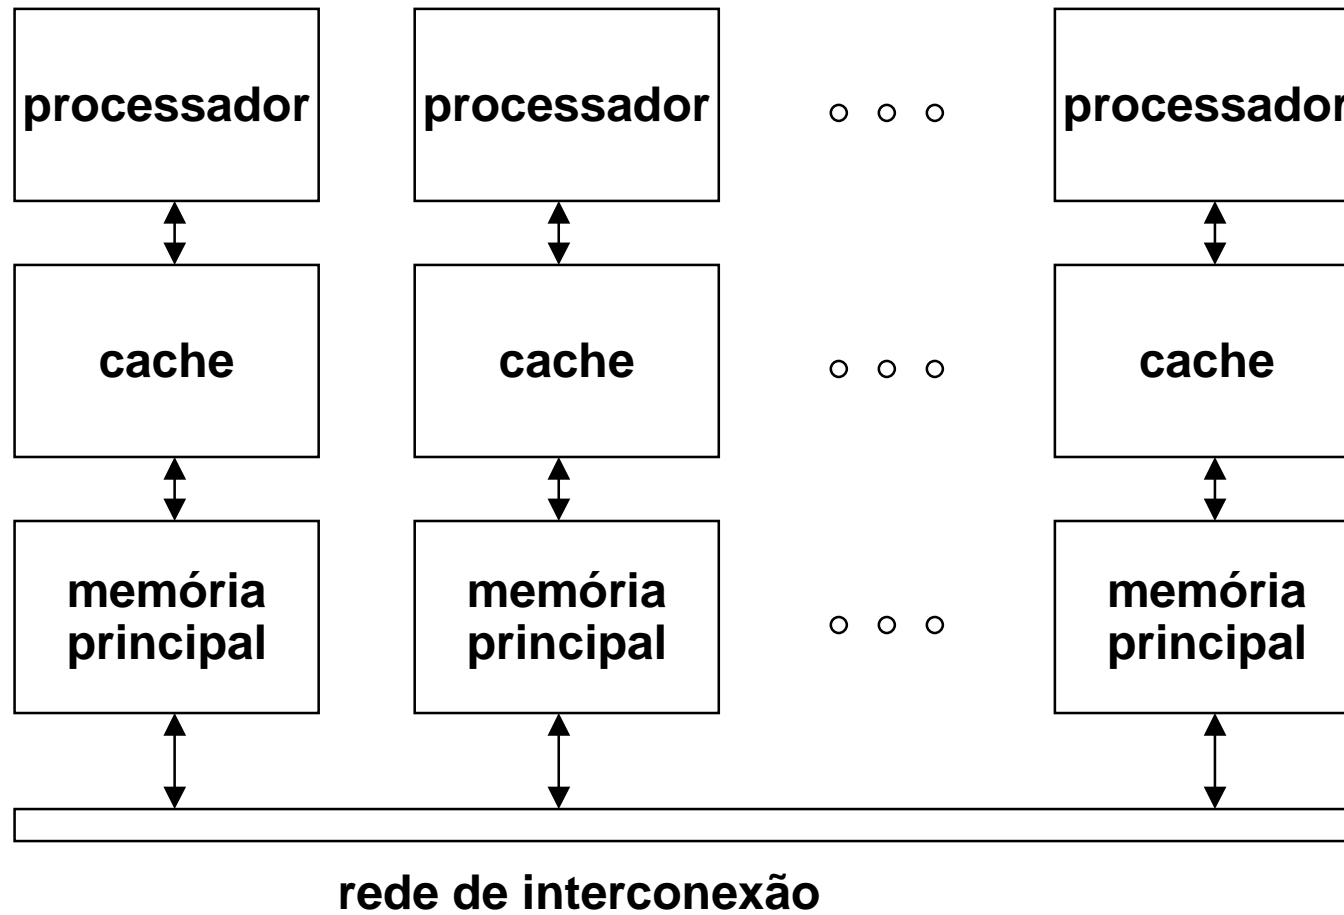 processador
processador
processador
cache
cache
cache
memória
principal
memória
principal
memória
principal
rede de interconexão